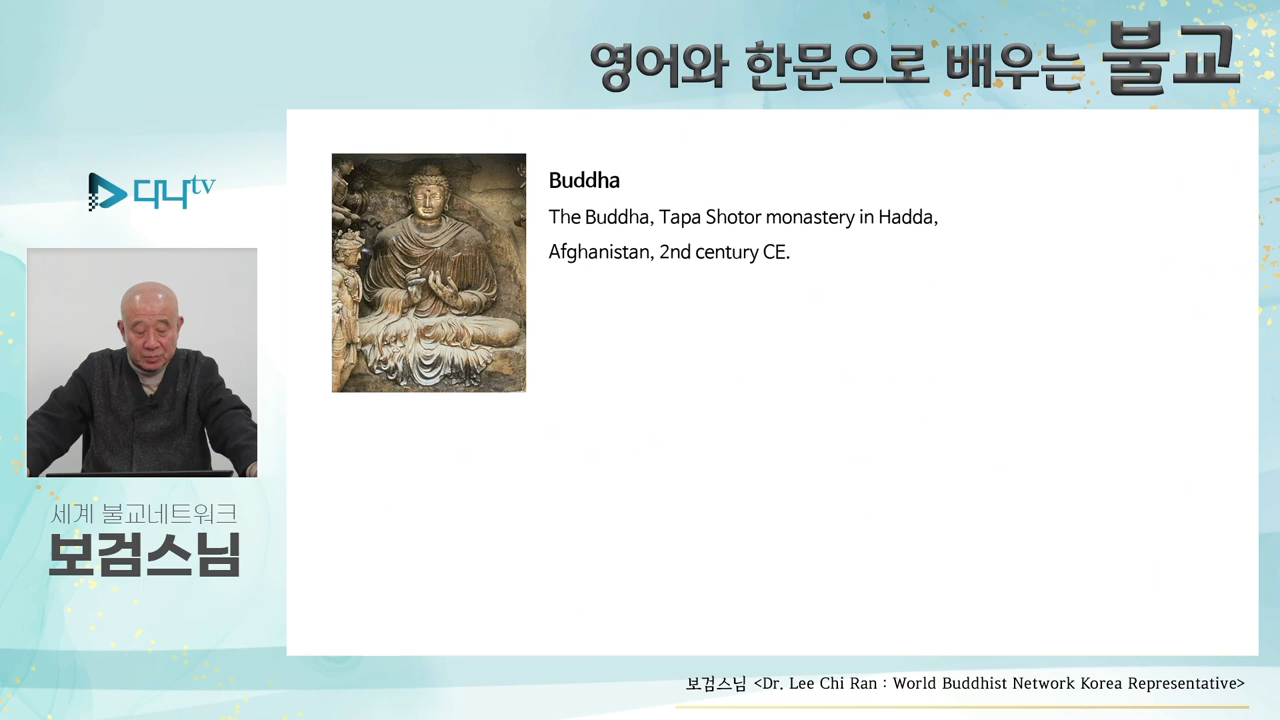 영어와 한문으로 배우는 불교
다나tv
Buddha
The Buddha, Tapa Shotor monastery in Hadda,
Afghanistan, 2nd century CE.
세계 불교네트워크
보검스님
보검스님 <Dr. Lee Chi Ran : World Buddhist Network Korea Representative>